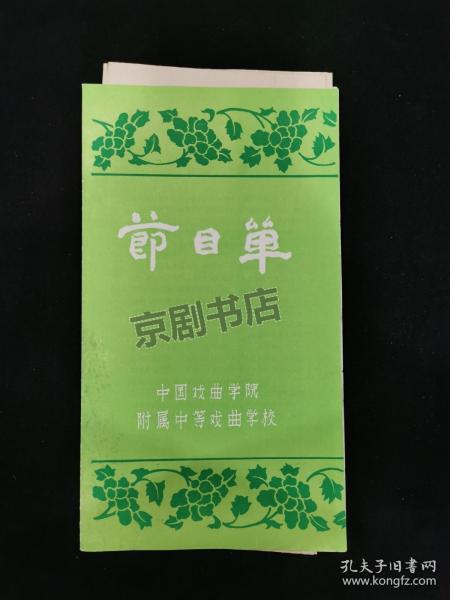 節目单
京剧书店
中国戏曲学院
附属中等戏曲学校
孔夫子旧书网
www.kongfz.com